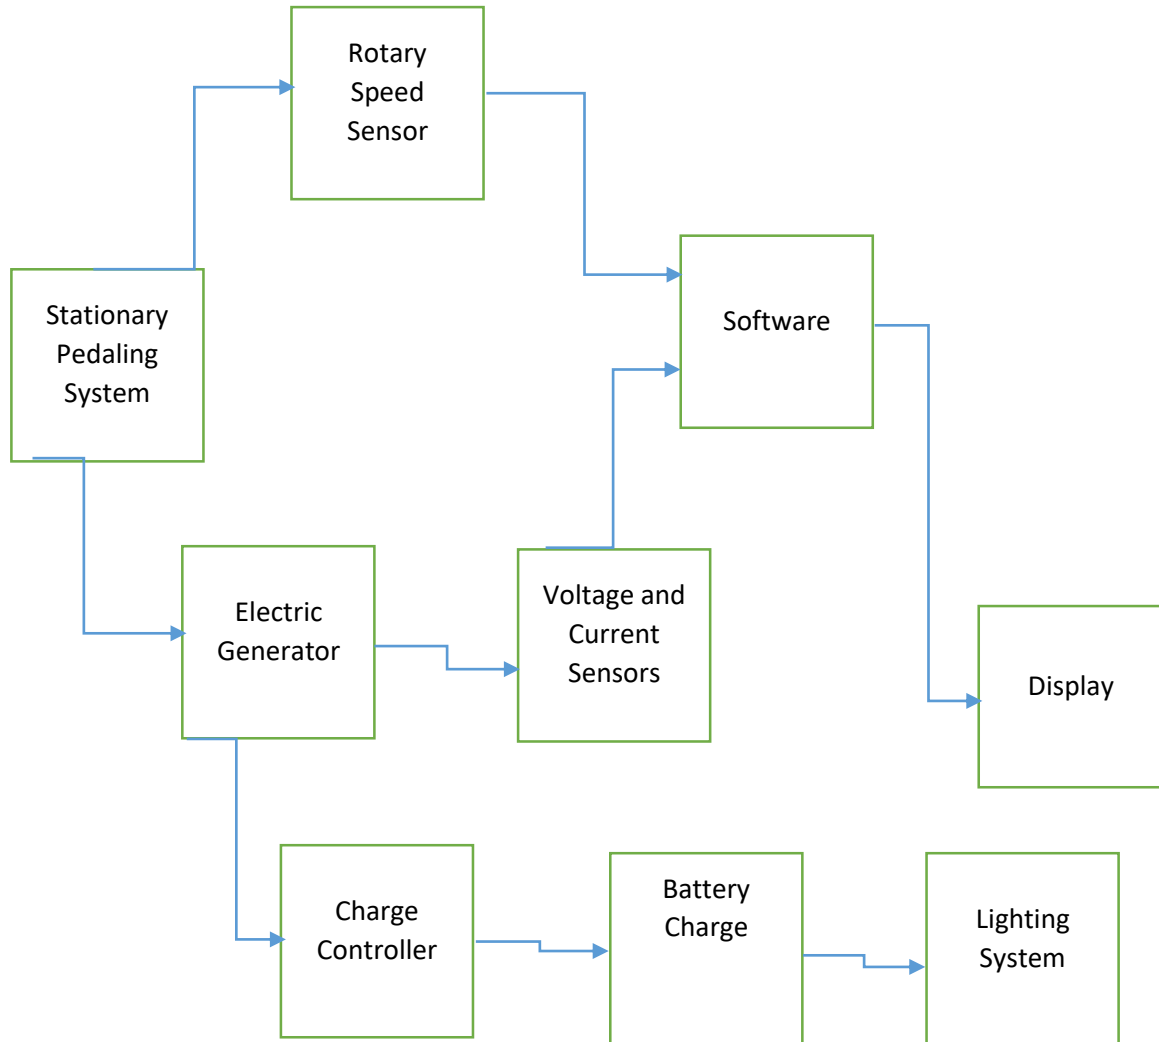 Rotary
Speed
Sensor
Stationary
Pedaling
System
Software
Electric
Generator
Voltage and
Current
Sensors
Display
Charge
Controller
Battery
Charge
Lighting
System